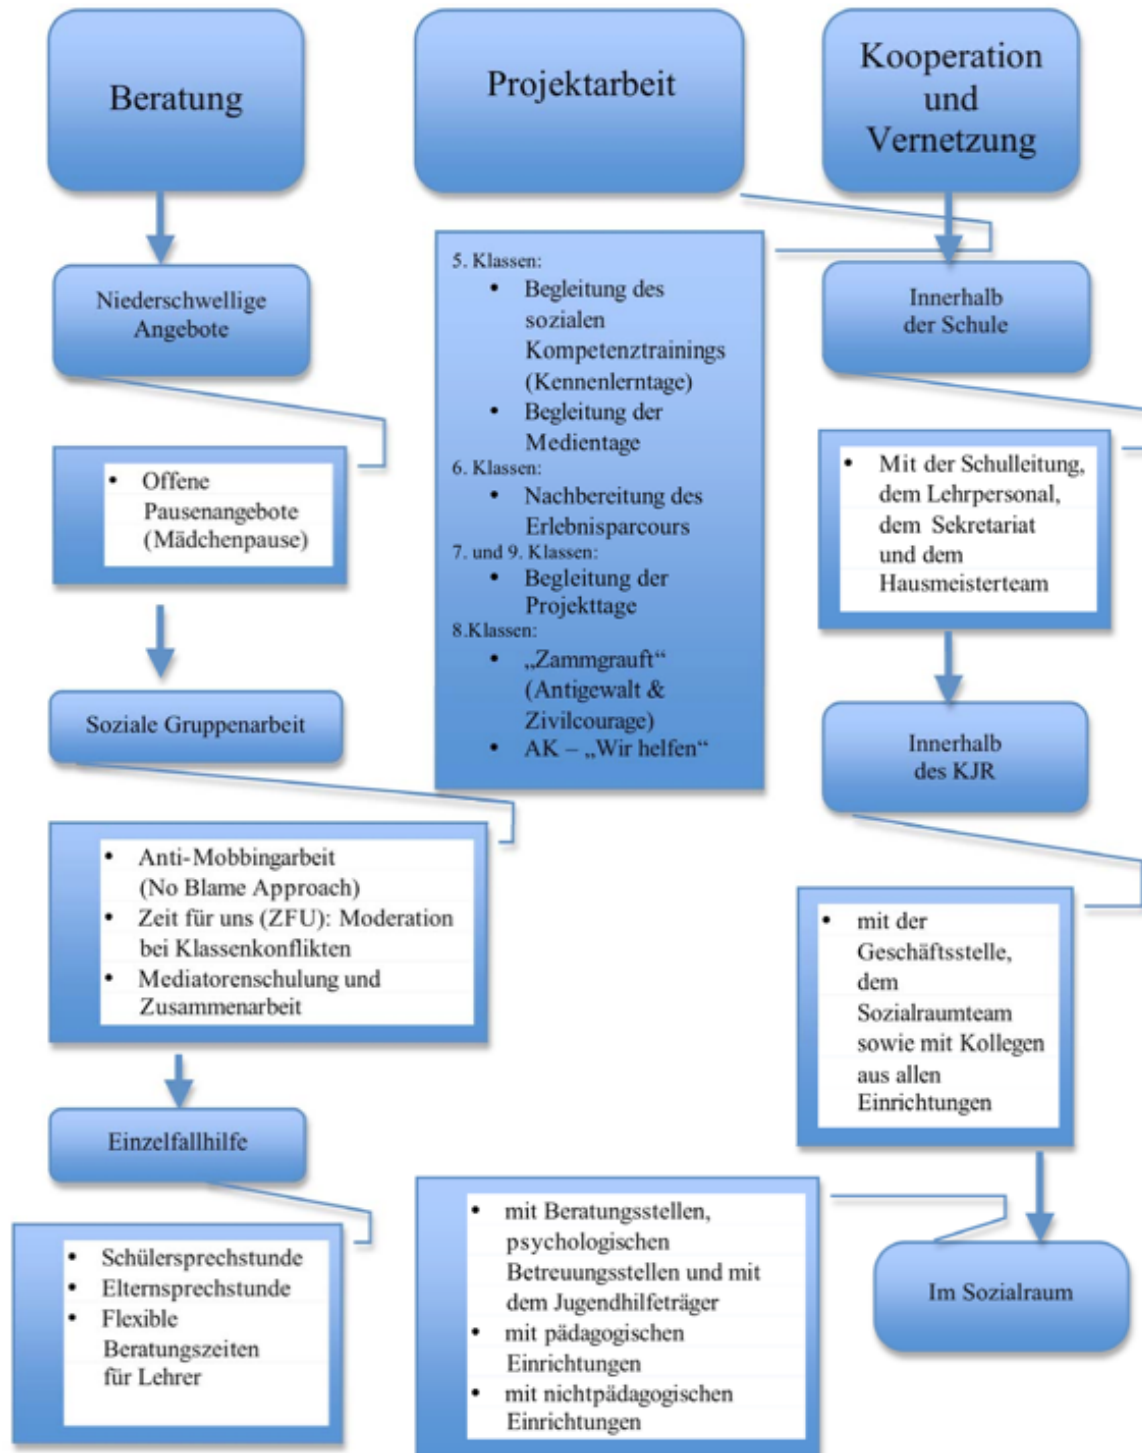 Beratung
Niederschwellige
Angebote
• Offene
Pausenangebote
(Mädchenpause)
Soziale Gruppenarbeit
• Anti-Mobbingarbeit
(No Blame Approach)
• Zeit für uns (ZFU): Moderation
bei Klassenkonflikten
• Mediatorenschulung und
Zusammenarbeit
Einzelfallhilfe
• Schülersprechstunde
• Elternsprechstunde
• Flexible
Beratungszeiten
für Lehrer
Projektarbeit
5. Klassen:
• Begleitung des
sozialen
Kompetenztrainings
(Kennenlerntage)
• Begleitung der
Medientage
6. Klassen:
• Nachbereitung des
Erlebnisparcours
7. und 9. Klassen:
• Begleitung der
Projekttage
8.Klassen:
• „Zammgrauft“
(Antigewalt &
Zivilcourage)
• AK – „Wir helfen“
Kooperation
und
Vernetzung
Innerhalb
der Schule
• Mit der Schulleitung,
dem Lehrpersonal,
dem Sekretariat
und dem
Hausmeisterteam
Innerhalb
des KJR
• mit der
Geschäftsstelle,
dem
Sozialraumteam
sowie mit Kollegen
aus allen
Einrichtungen
Im Sozialraum
• mit Beratungsstellen,
psychologischen
Betreuungsstellen und mit
dem Jugendhilfeträger
• mit pädagogischen
Einrichtungen
• mit nichtpädagogischen
Einrichtungen